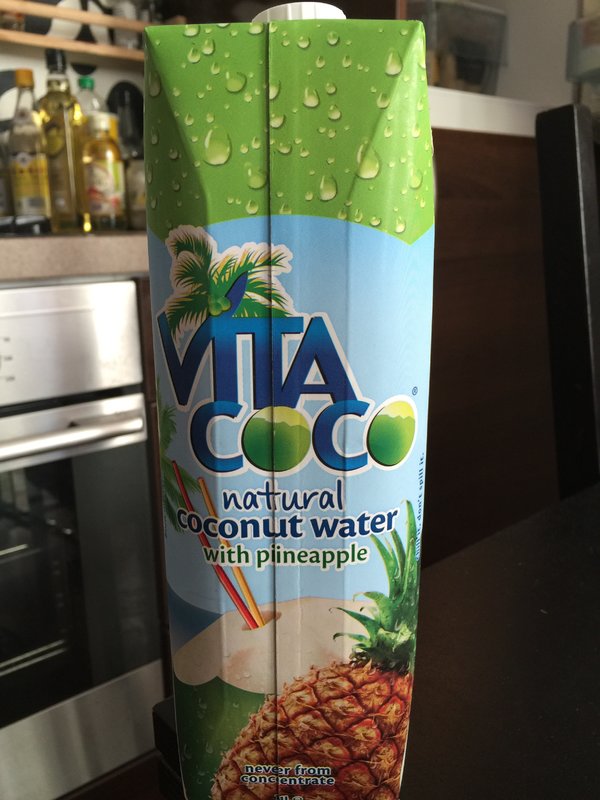 VITA
COCO®
natural
coconut water
with pineapple
never from
concentrate